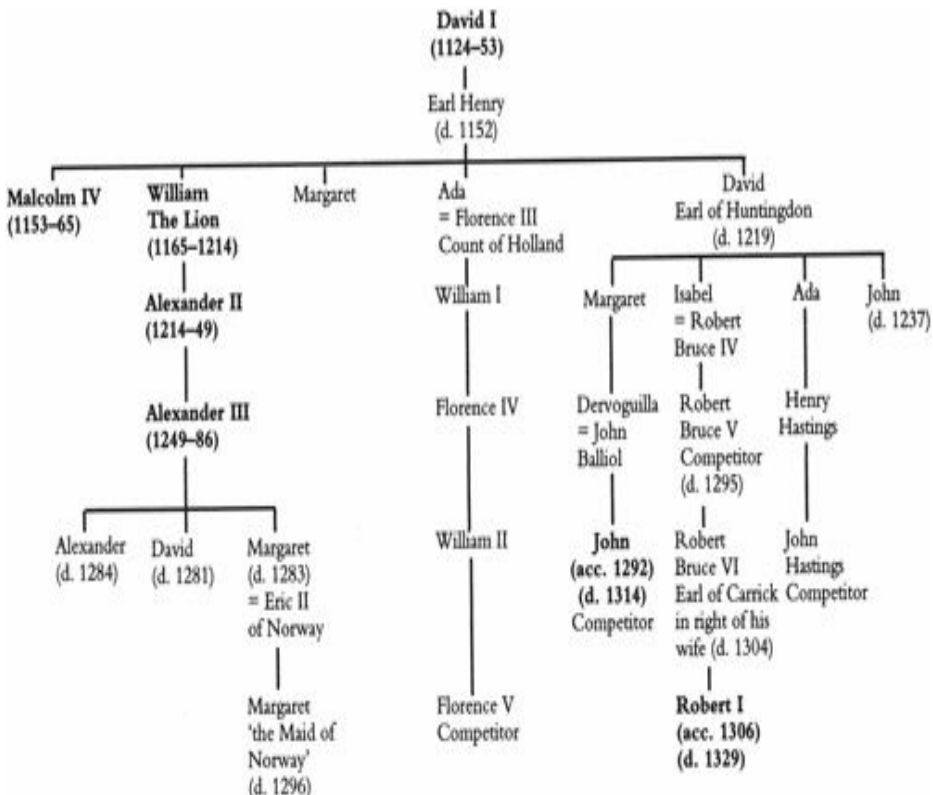 David I
(1124–53)
Earl Henry
(d. 1152)
Malcolm IV
(1153–65)
William
The Lion
(1165–1214)
Margaret
Ada
= Florence III
Count of Holland
David
Earl of Huntingdon
(d. 1219)
Alexander II
(1214–49)
William I
Margaret
Isabel
= Robert
Bruce IV
Ada
John
(d. 1237)
Alexander III
(1249–86)
Florence IV
Dervoguilla
= John
Balliol
Robert
Bruce V
Competitor
(d. 1295)
Henry
Hastings
Alexander
(d. 1284)
David
(d. 1281)
Margaret
(d. 1283)
= Eric II
of Norway
William II
John
(acc. 1292)
(d. 1314)
Competitor
Robert
Bruce VI
Earl of Carrick
in right of his
wife (d. 1304)
John
Hastings
Competitor
Margaret
'the Maid of
Norway'
(d. 1296)
Florence V
Competitor
Robert I
(acc. 1306)
(d. 1329)